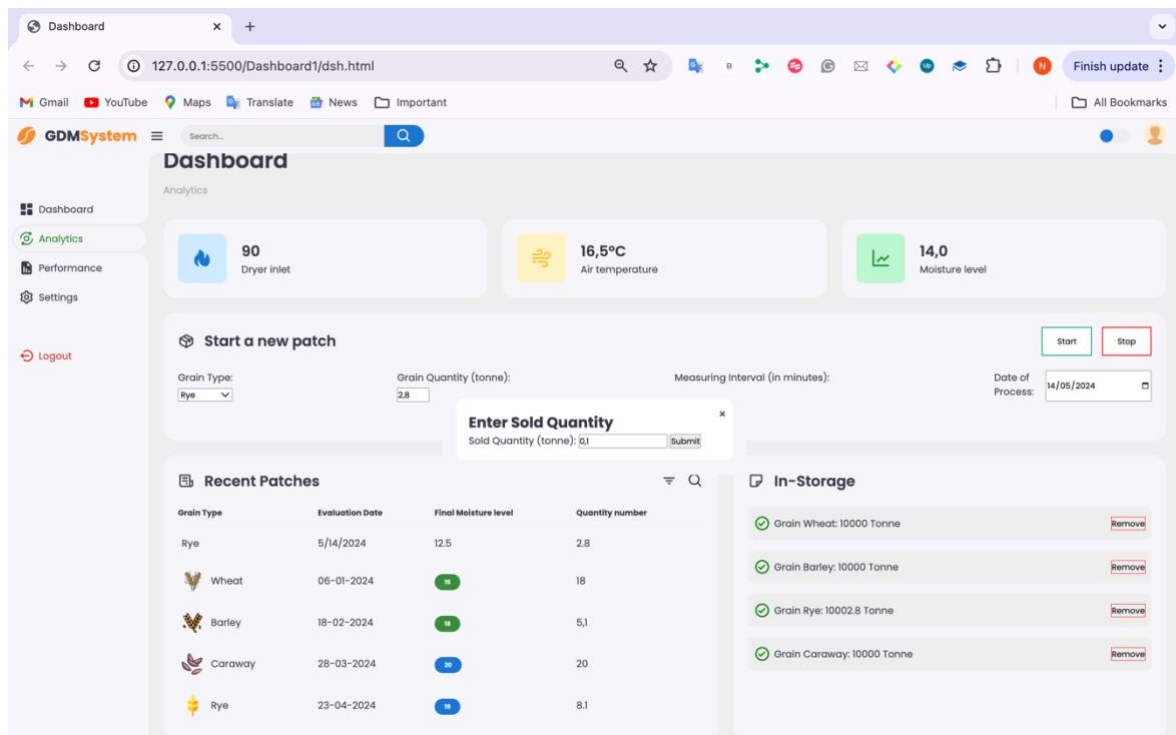 Dashboard
127.0.0.1:5500/Dashboard1/dsh.html
Finish update
Gmail YouTube Maps Translate News Important All Bookmarks
GDMSystem Search...
Dashboard
Analytics
Dashboard
Analytics
Performance
Settings
Logout
90
Dryer inlet
16,5°C
Air temperature
14,0
Moisture level
Start a new patch Start Stop
Grain Type: Grain Quantity (tonne): Measuring Interval (in minutes): Date of Process: 14/05/2024
Rye 2,8
Enter Sold Quantity
Sold Quantity (tonne): 0,1 Submit
Recent Patches
Grain Type Evaluation Date Final Moisture level Quantity number
Rye 5/14/2024 12.5 2.8
Wheat 06-01-2024 18
Barley 18-02-2024 5,1
Caraway 28-03-2024 20 20
Rye 23-04-2024 8.1
In-Storage
Grain Wheat: 10000 Tonne Remove
Grain Barley: 10000 Tonne Remove
Grain Rye: 10002.8 Tonne Remove
Grain Caraway: 10000 Tonne Remove